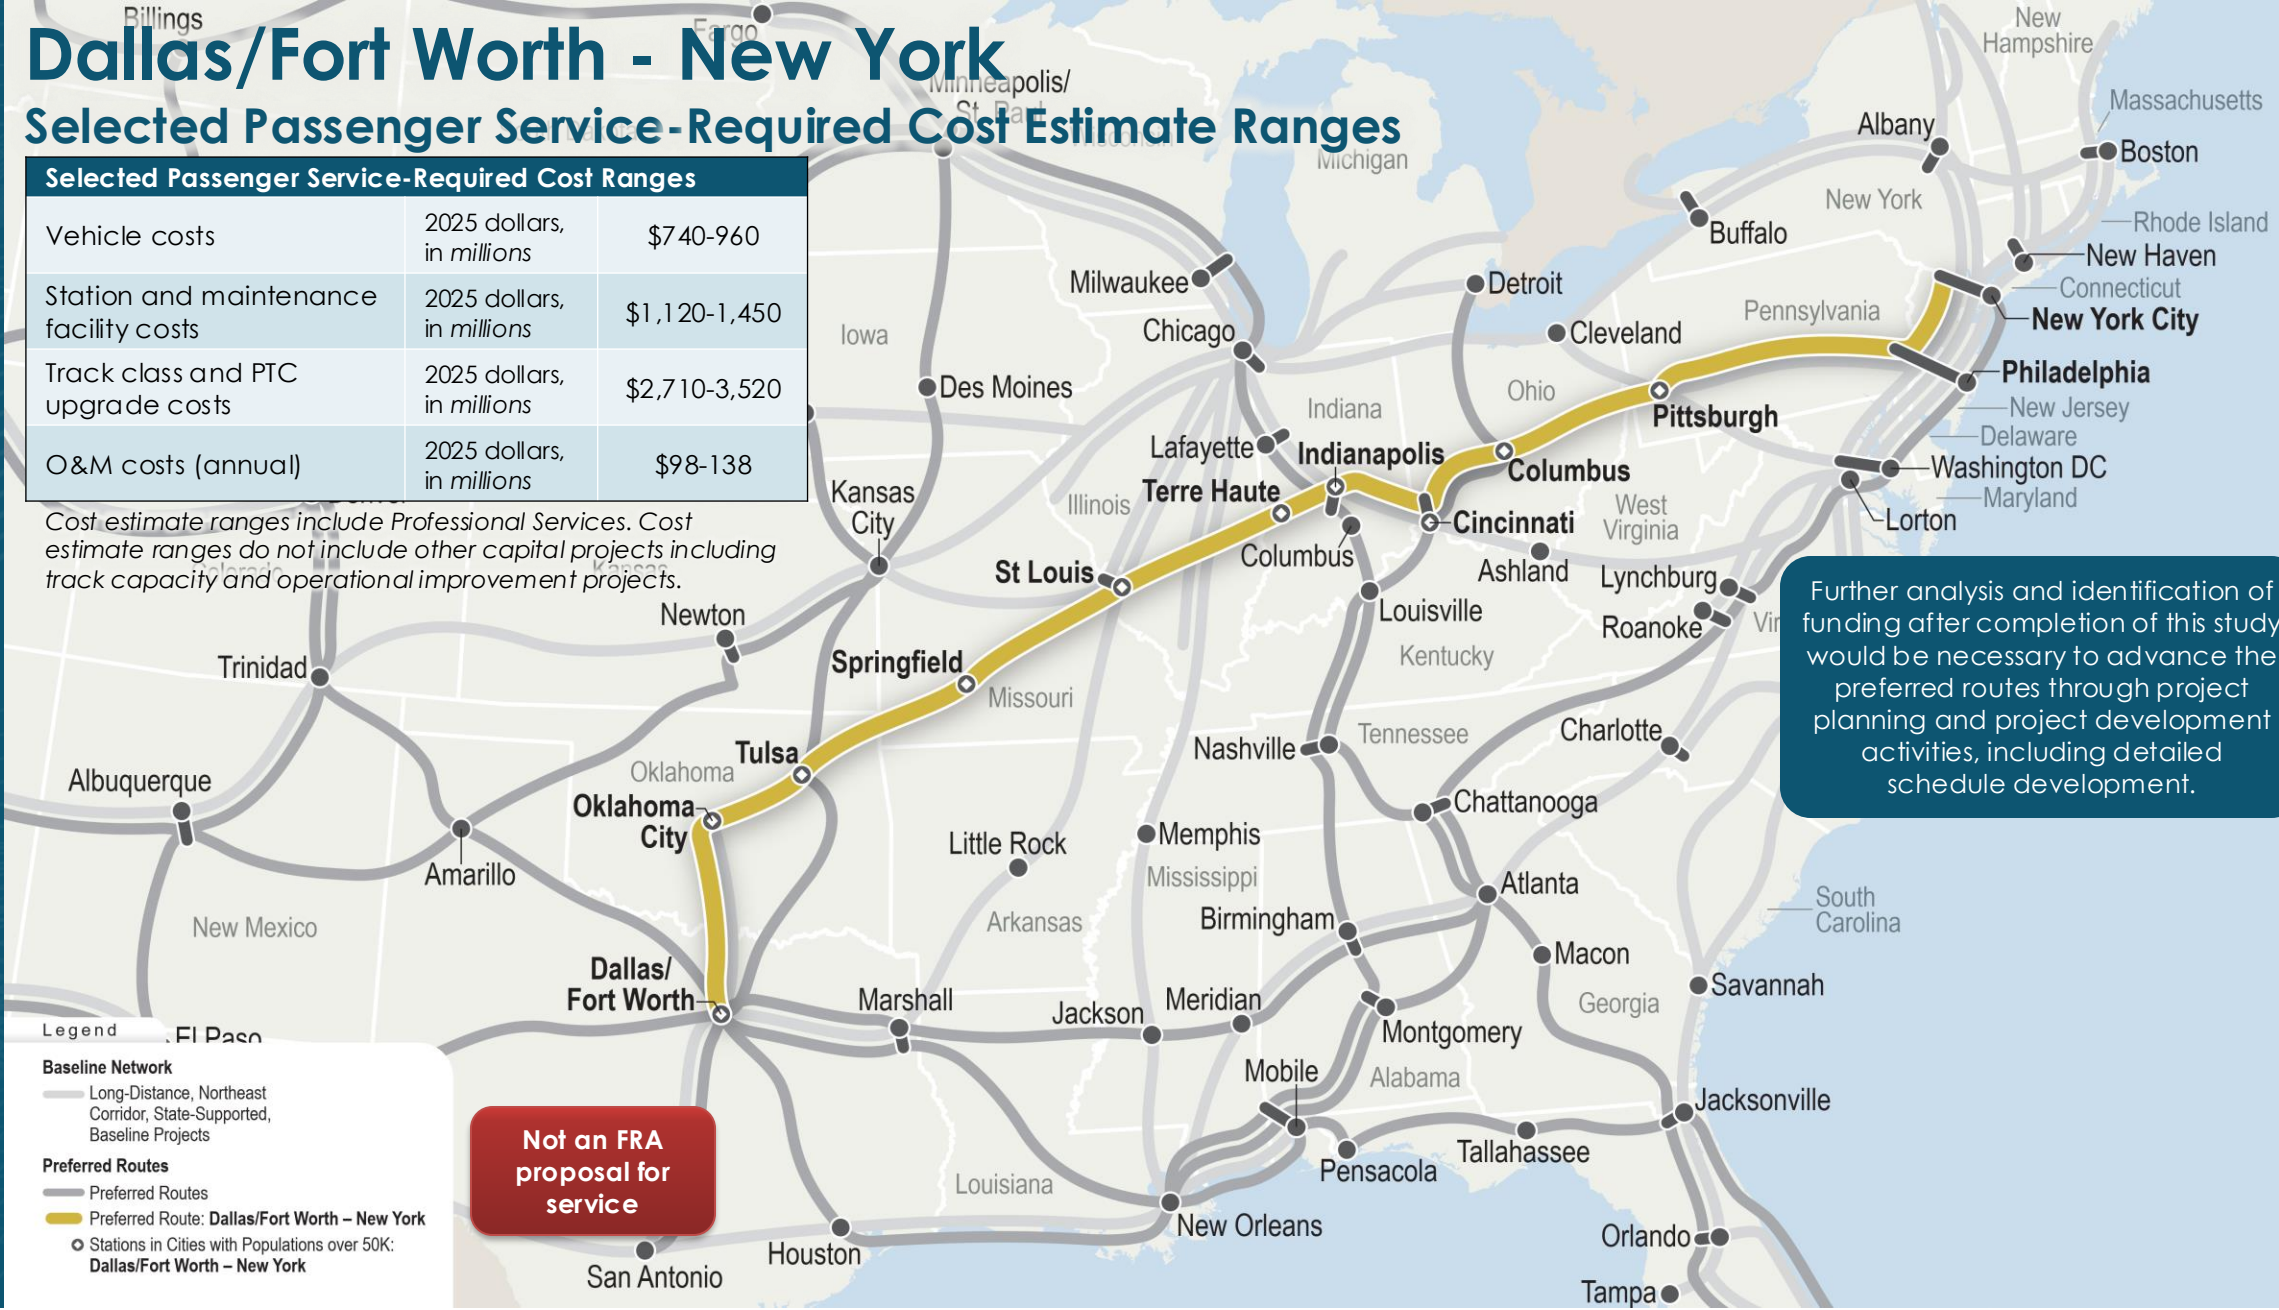 Billings
Fargo
Dallas/Fort Worth - New York
Minneapolis/
St. Paul
Selected Passenger Service-Required Cost Estimate Ranges
Wisconsin
Michigan
Selected Passenger Service-Required Cost Ranges
Vehicle costs
2025 dollars,
in millions
$740-960
Station and maintenance
facility costs
2025 dollars,
in millions
$1,120-1,450
Track class and PTC
upgrade costs
2025 dollars,
in millions
$2,710-3,520
O&M costs (annual)
2025 dollars,
in millions
$98-138
Cost estimate ranges include Professional Services. Cost
estimate ranges do not include other capital projects including
track capacity and operational improvement projects.
Colorado
Kansas
New
Hampshire
Massachusetts
Albany
Boston
New York
Rhode Island
Buffalo
New Haven
Connecticut
New York City
Milwaukee
Detroit
Pennsylvania
Chicago
Cleveland
Iowa
Philadelphia
Des Moines
Ohio
Indiana
Pittsburgh
New Jersey
Delaware
Lafayette
Indianapolis
Columbus
Washington DC
Maryland
Kansas
City
Illinois
Terre Haute
Cincinnati
West
Virginia
Lorton
Columbus
St Louis
Ashland
Lynchburg
Newton
Louisville
Roanoke
Vir
Trinidad
Springfield
Kentucky
Missouri
Further analysis and identification of
funding after completion of this study
would be necessary to advance the
preferred routes through project
planning and project development
activities, including detailed
schedule development.
Tulsa
Nashville
Tennessee
Charlotte
Oklahoma
Albuquerque
Oklahoma
City
Chattanooga
Little Rock
Memphis
Amarillo
Mississippi
Atlanta
New Mexico
Arkansas
Birmingham
South
Carolina
Macon
Dallas/
Fort Worth
Marshall
Jackson
Meridian
Savannah
Georgia
Montgomery
El Paso
Mobile
Alabama
Jacksonville
Tallahassee
Pensacola
Louisiana
New Orleans
Houston
Orlando
San Antonio
Tampa
Legend
Baseline Network
Long-Distance, Northeast
Corridor, State-Supported,
Baseline Projects
Preferred Routes
Preferred Routes
Preferred Route: Dallas/Fort Worth – New York
Stations in Cities with Populations over 50K:
Dallas/Fort Worth – New York
Not an FRA
proposal for
service